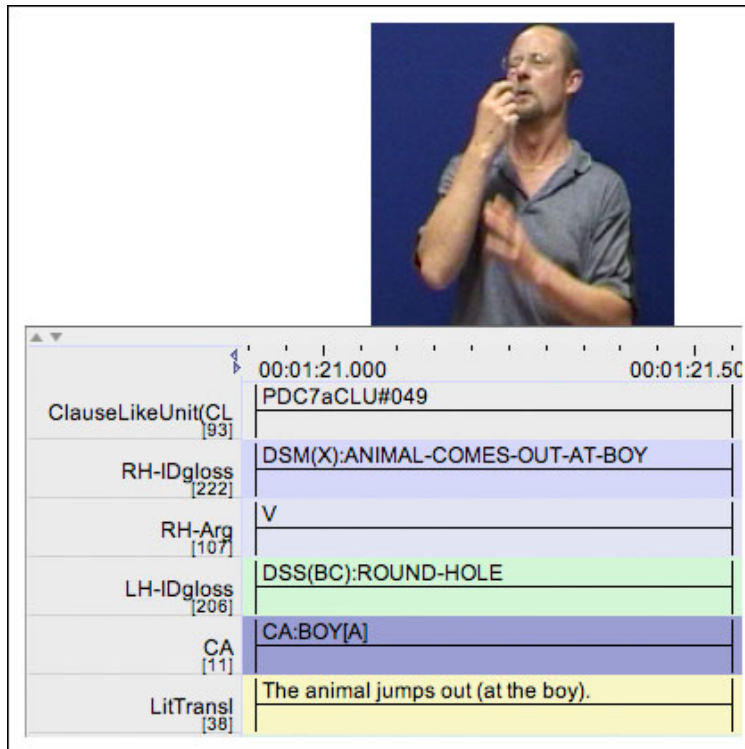 00:01:21.000 00:01:21.50
ClauseLikeUnit(CL PDC7aCLU#049
[93]
RH-IDgloss DSM(X):ANIMAL-COMES-OUT-AT-BOY
[222]
RH-Arg V
[107]
LH-IDgloss DSS(BC):ROUND-HOLE
[206]
CA CA:BOY[A]
[11]
LitTransl The animal jumps out (at the boy).
[38]